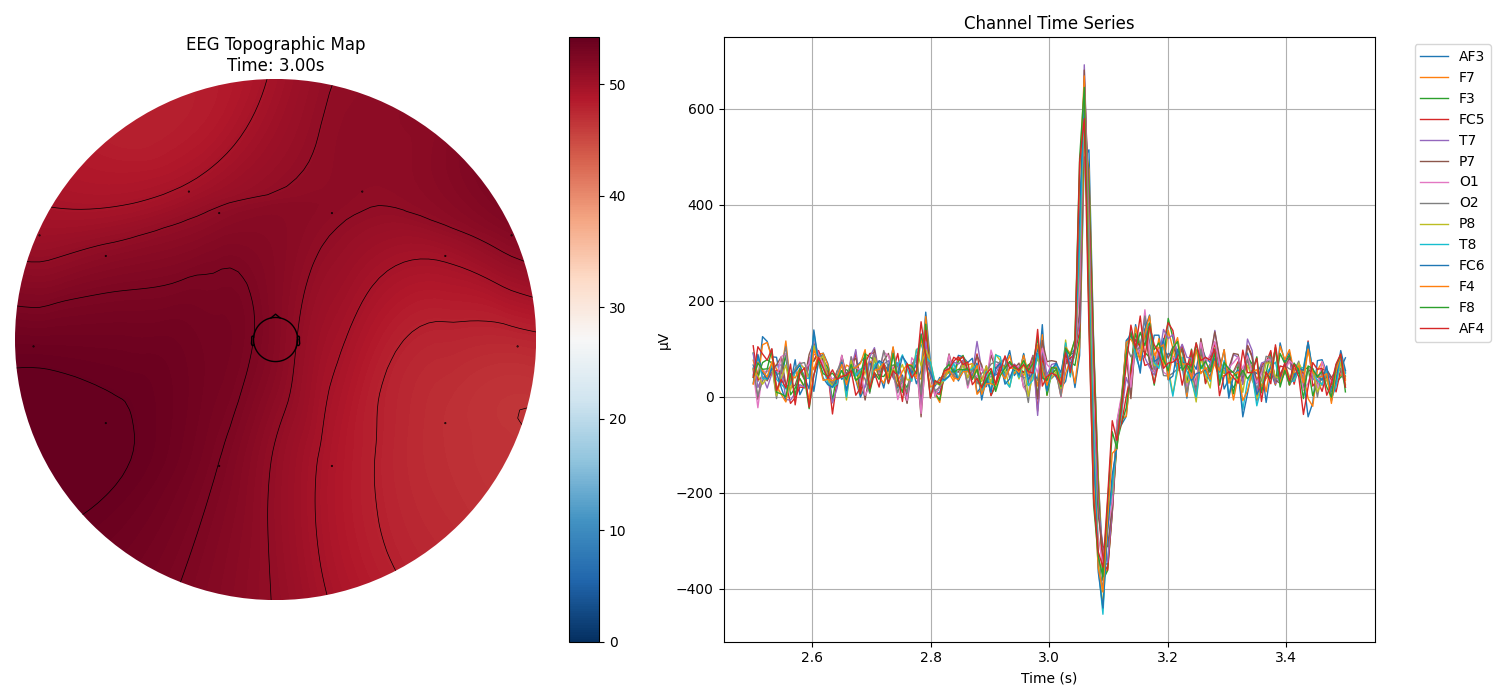 EEG Topographic Map
Time: 3.00s
50
40
30
20
10
0
Channel Time Series
μV
600
400
200
0
−200
−400
2.6
2.8
3.0
3.2
3.4
Time (s)
AF3
F7
F3
FC5
T7
P7
O1
O2
P8
T8
FC6
F4
F8
AF4